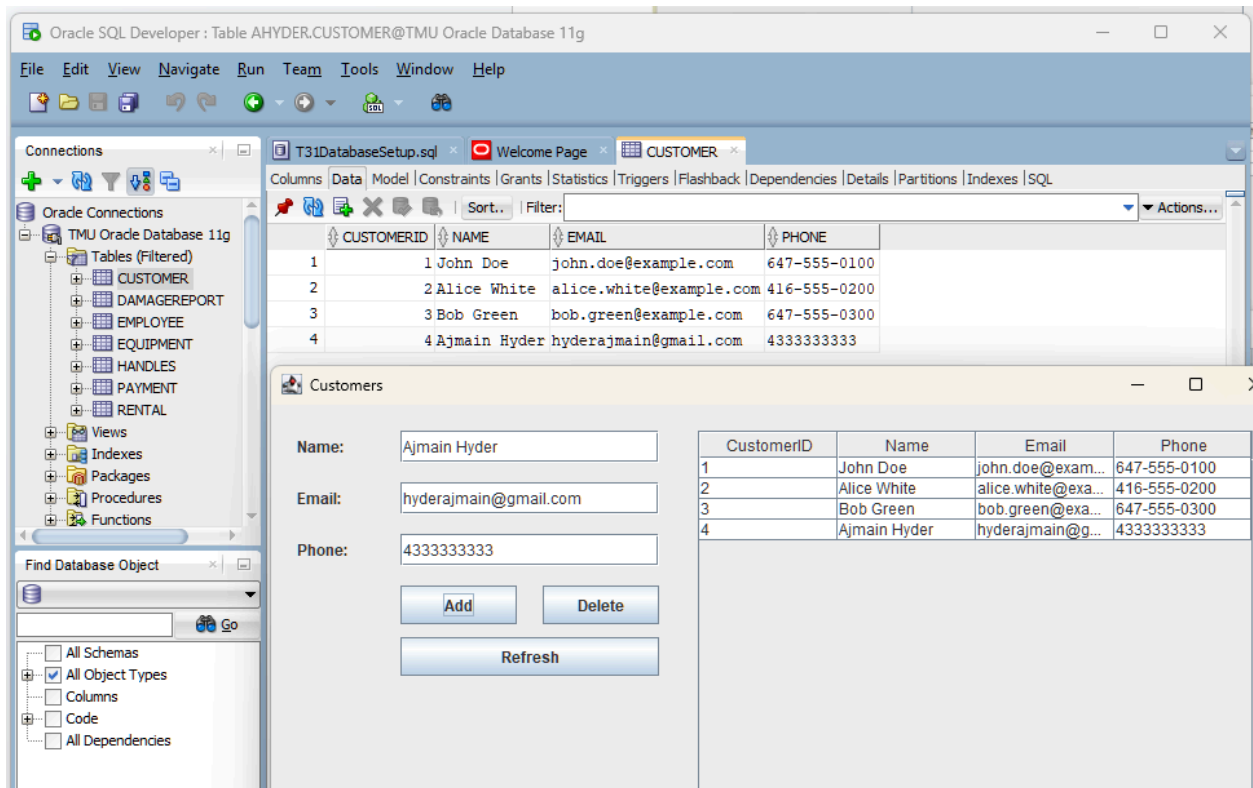 Oracle SQL Developer : Table AHYDER.CUSTOMER@TMU Oracle Database 11g
File Edit View Navigate Run Team Tools Window Help
SQL
Connections
Oracle Connections
TMU Oracle Database 11g
Tables (Filtered)
CUSTOMER
DAMAGEREPORT
EMPLOYEE
EQUIPMENT
HANDLES
PAYMENT
RENTAL
Views
Indexes
Packages
Procedures
Functions
Find Database Object
Go
All Schemas
All Object Types
Columns
Code
All Dependencies
T31DatabaseSetup.sql Welcome Page CUSTOMER
Columns Data Model Constraints Grants Statistics Triggers Flashback Dependencies Details Partitions Indexes SQL
Sort.. Filter: Actions...
CUSTOMERID NAME EMAIL PHONE
1 1 John Doe john.doe@example.com 647-555-0100
2 2 Alice White alice.white@example.com 416-555-0200
3 3 Bob Green bob.green@example.com 647-555-0300
4 4 Ajmain Hyder hyderajmain@gmail.com 4333333333
Customers
Name: Ajmain Hyder
Email: hyderajmain@gmail.com
Phone: 4333333333
Add Delete
Refresh
CustomerID Name Email Phone
1 John Doe john.doe@exam... 647-555-0100
2 Alice White alice.white@exa... 416-555-0200
3 Bob Green bob.green@exa... 647-555-0300
4 Ajmain Hyder hyderajmain@g... 4333333333